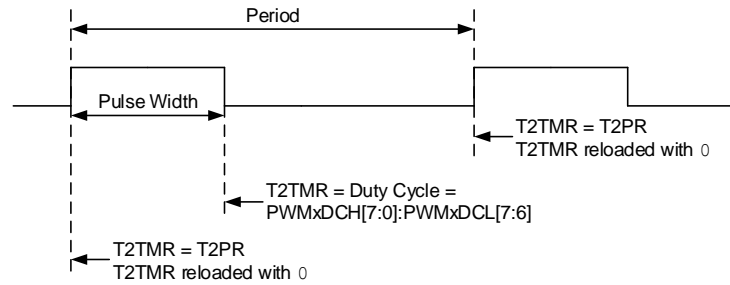 Period
Pulse Width
T2TMR = T2PR
T2TMR reloaded with 0
T2TMR = Duty Cycle =
PWMxDCH[7:0]:PWMxDCL[7:6]
T2TMR = T2PR
T2TMR reloaded with 0